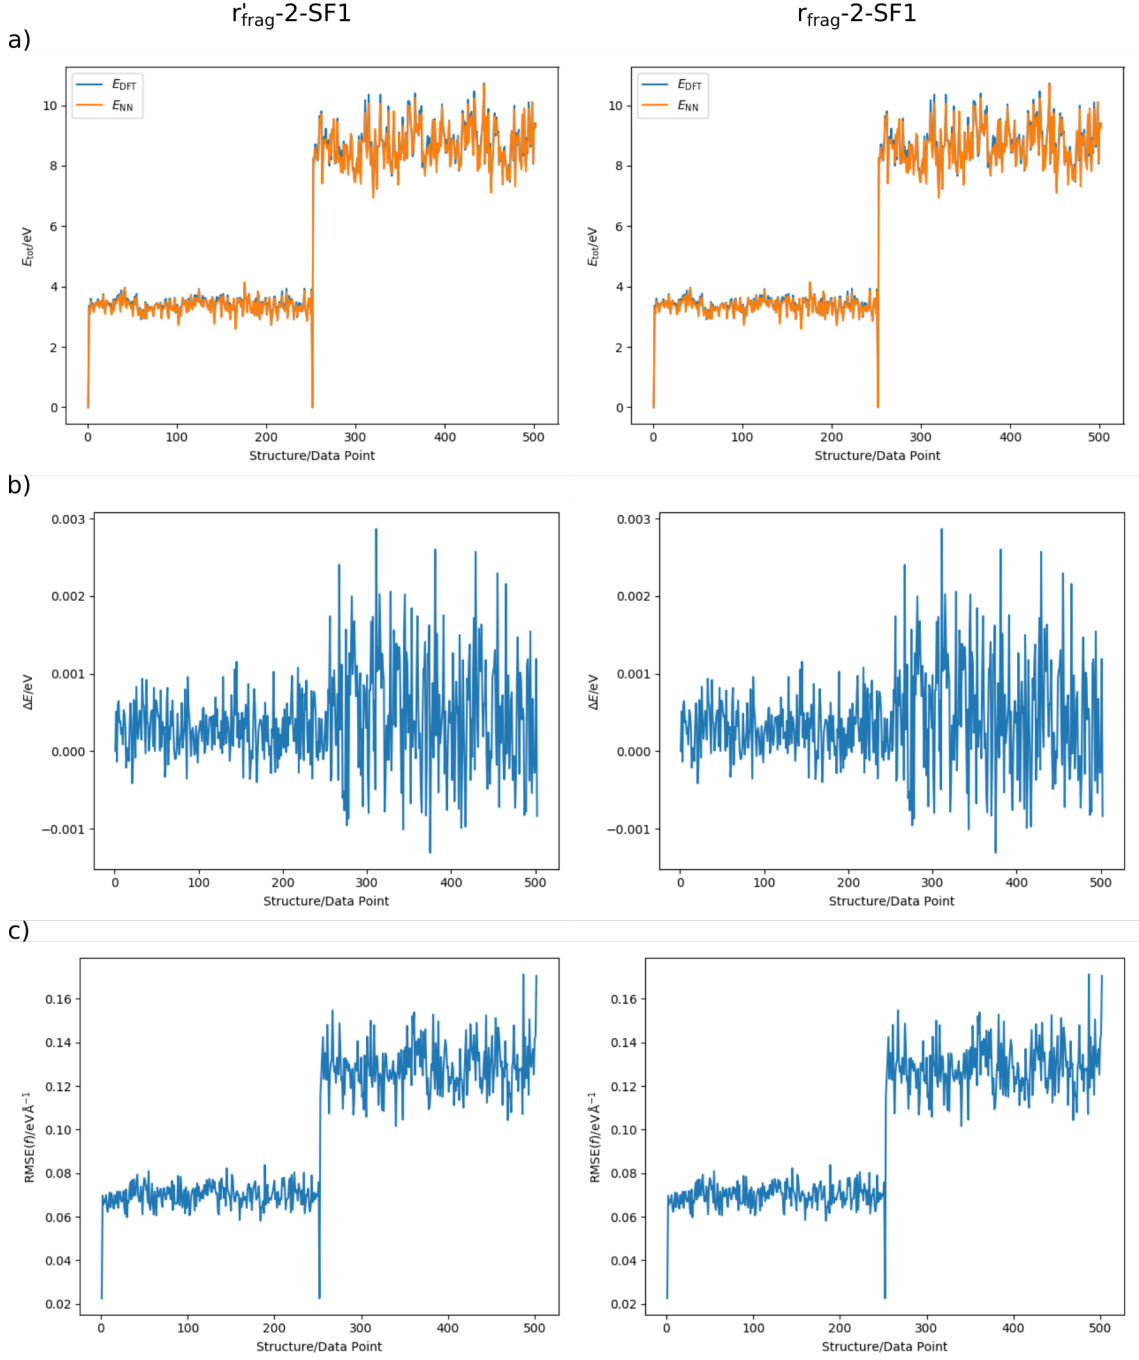 r'frag-2-SF1 rfrag-2-SF1
a)
EDFT
ENN
10
8
6
4
2
0
Etot/eV
0 100 200 300 400 500
Structure/Data Point
EDFT
ENN
10
8
6
4
2
0
Etot/eV
0 100 200 300 400 500
Structure/Data Point
b)
0.003
0.002
0.001
0.000
−0.001
ΔE/eV
0 100 200 300 400 500
Structure/Data Point
0.003
0.002
0.001
0.000
−0.001
ΔE/eV
0 100 200 300 400 500
Structure/Data Point
c)
0.16
0.14
0.12
0.10
0.08
0.06
0.04
0.02
RMSE(f)/eV Å−1
0 100 200 300 400 500
Structure/Data Point
0.16
0.14
0.12
0.10
0.08
0.06
0.04
0.02
RMSE(f)/eV Å−1
0 100 200 300 400 500
Structure/Data Point